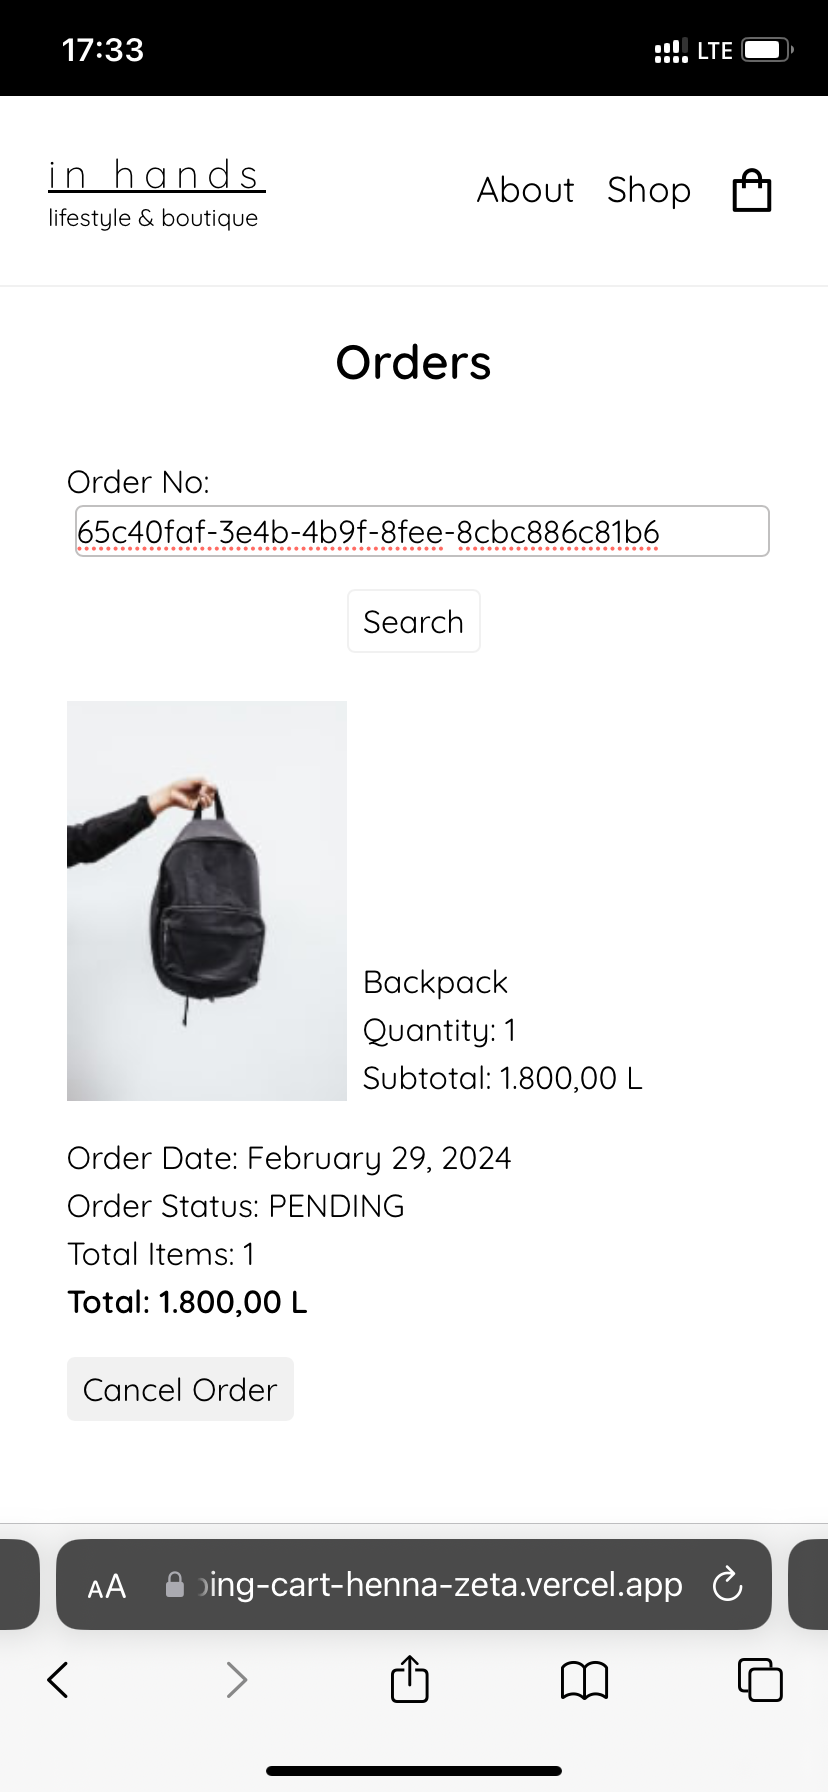 17:33
LTE
in hands
lifestyle & boutique
About Shop
Orders
Order No:
65c40faf-3e4b-4b9f-8fee-8cbc886c81b6
Search
Backpack
Quantity: 1
Subtotal: 1.800,00 L
Order Date: February 29, 2024
Order Status: PENDING
Total Items: 1
Total: 1.800,00 L
Cancel Order
AA ing-cart-henna-zeta.vercel.app